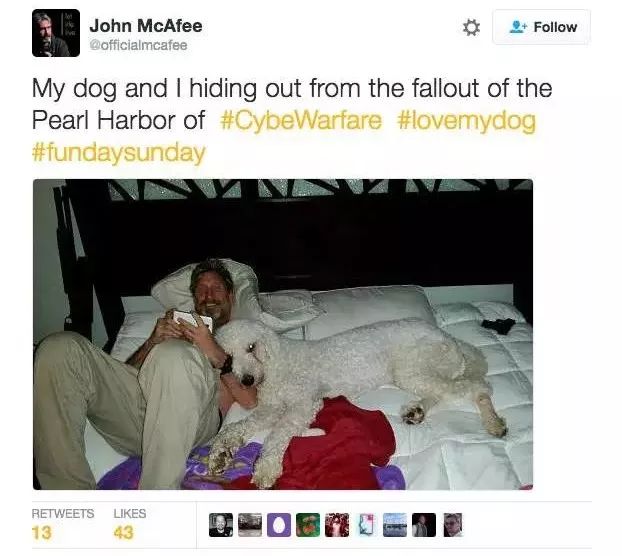 John McAfee
@officialmcafee
Follow
My dog and I hiding out from the fallout of the
Pearl Harbor of #CybeWarfare #lovemydog
#fundaysunday
RETWEETS LIKES
13 43